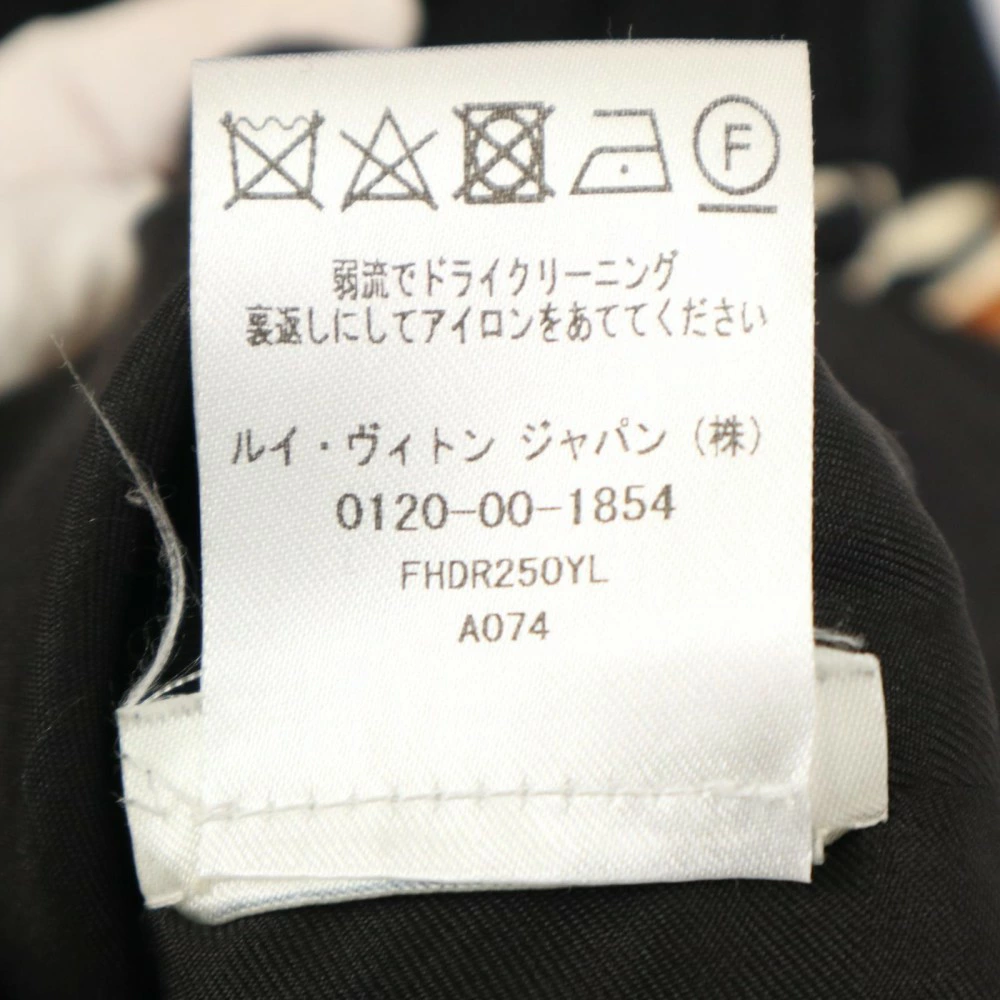 F
弱流でドライクリーニング
裏返しにしてアイロンをあててください
ルイ・ヴィトン ジャパン（株）
0120-00-1854
FHDR250YL
A074